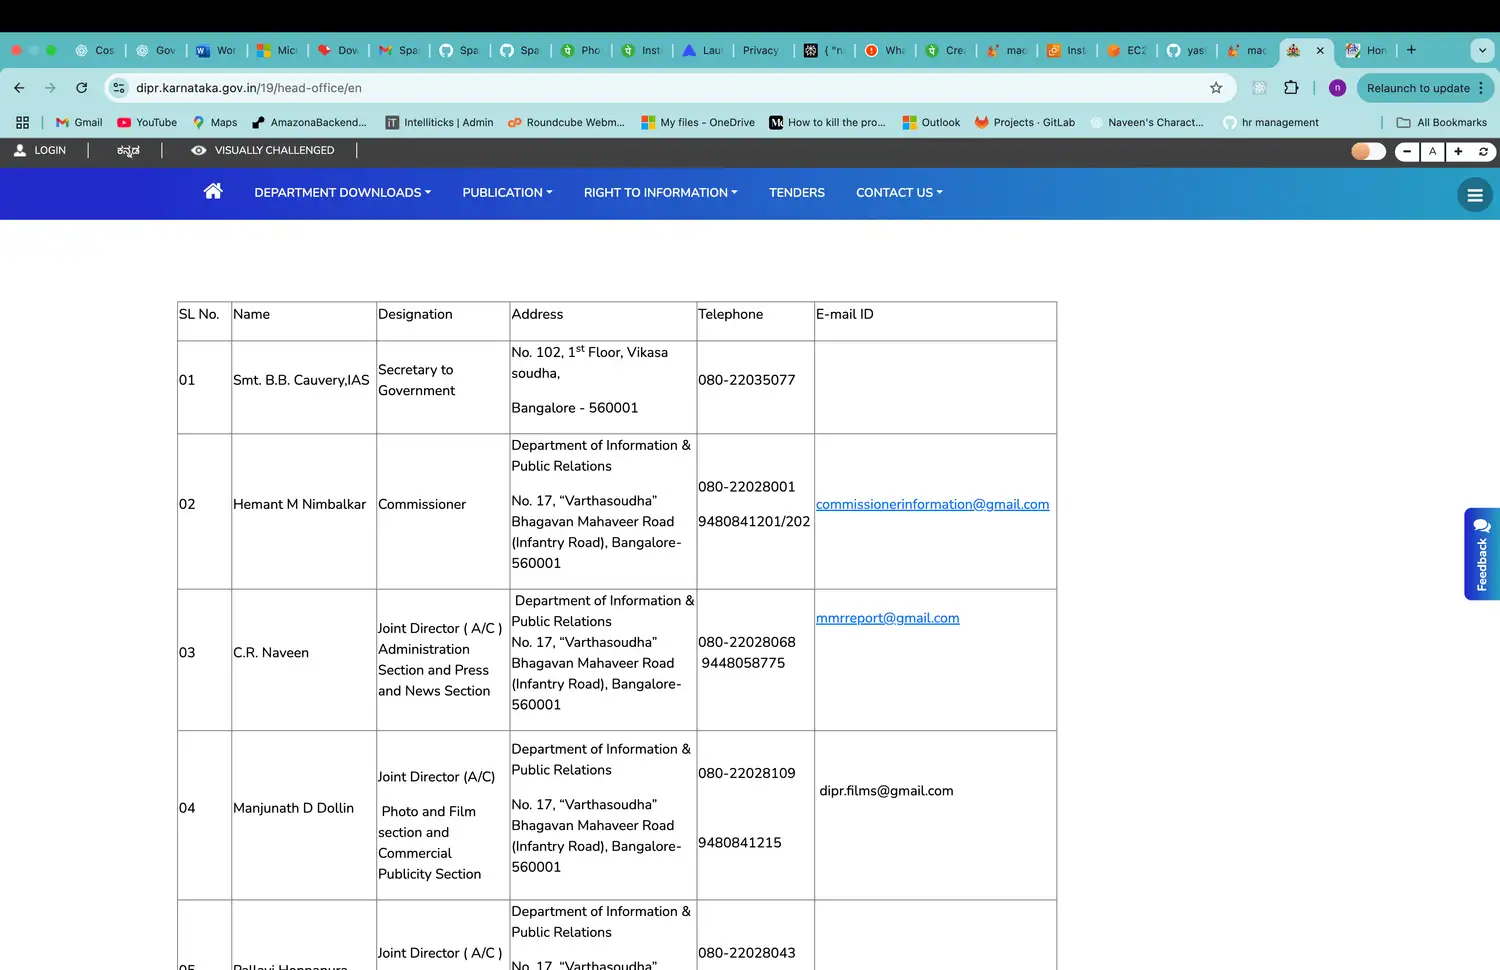 Cos
Gov
Wor
Micr
Dow
Spa
Spa
Spa
Pho
Inst
Lau
Privacy
{ "n
Wha
Crea
mac
Inst
EC2
yas
mac
Hon
dipr.karnataka.gov.in/19/head-office/en
Relaunch to update
Gmail
YouTube
Maps
AmazonaBackend...
Intelliticks | Admin
Roundcube Webm...
My files - OneDrive
How to kill the pro...
Outlook
Projects · GitLab
Naveen's Charact...
hr management
All Bookmarks
LOGIN
ಕನ್ನಡ
VISUALLY CHALLENGED
A
DEPARTMENT DOWNLOADS
PUBLICATION
RIGHT TO INFORMATION
TENDERS
CONTACT US
SL No.
Name
Designation
Address
Telephone
E-mail ID
01
Smt. B.B. Cauvery,IAS
Secretary to
Government
No. 102, 1st Floor, Vikasa
soudha,
Bangalore - 560001
080-22035077
02
Hemant M Nimbalkar
Commissioner
Department of Information &
Public Relations
No. 17, “Varthasoudha”
Bhagavan Mahaveer Road
(Infantry Road), Bangalore-
560001
080-22028001
9480841201/202
commissionerinformation@gmail.com
03
C.R. Naveen
Joint Director ( A/C )
Administration
Section and Press
and News Section
Department of Information &
Public Relations
No. 17, “Varthasoudha”
Bhagavan Mahaveer Road
(Infantry Road), Bangalore-
560001
080-22028068
9448058775
mmrreport@gmail.com
04
Manjunath D Dollin
Joint Director (A/C)
Photo and Film
section and
Commercial
Publicity Section
Department of Information &
Public Relations
No. 17, “Varthasoudha”
Bhagavan Mahaveer Road
(Infantry Road), Bangalore-
560001
080-22028109
9480841215
dipr.films@gmail.com
05
Pallavi Honnapura
Joint Director ( A/C )
Department of Information &
Public Relations
No. 17, “Varthasoudha”
080-22028043
Feedback